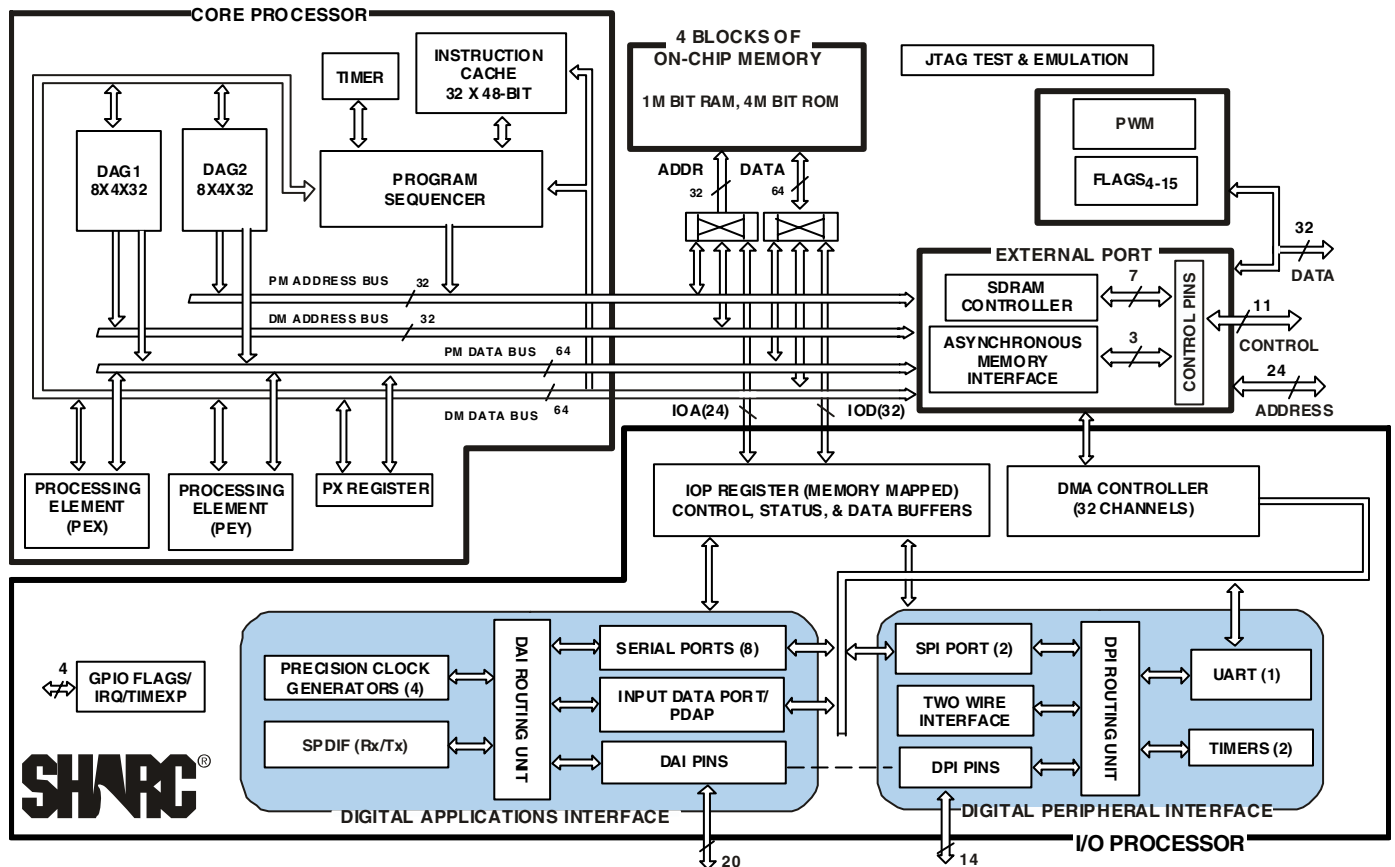 CORE PROCESSOR
TIMER
INSTRUCTION
CACHE
32 X 48-BIT
DAG1
8X4X32
DAG2
8X4X32
PROGRAM
SEQUENCER
PM ADDRESS BUS
32
DM ADDRESS BUS
32
PM DATA BUS
64
DM DATA BUS
64
PROCESSING
ELEMENT
(PEX)
PROCESSING
ELEMENT
(PEY)
PX REGISTER
4 BLOCKS OF
ON-CHIP MEMORY
1M BIT RAM, 4M BIT ROM
ADDR
32
DATA
64
JTAG TEST & EMULATION
PWM
FLAGS4-15
EXTERNAL PORT
SDRAM
CONTROLLER
7
ASYNCHRONOUS
MEMORY
INTERFACE
3
CONTROL PINS
32
DATA
11
CONTROL
24
ADDRESS
IOA(24)
IOD(32)
IOP REGISTER (MEMORY MAPPED)
CONTROL, STATUS, & DATA BUFFERS
DMA CONTROLLER
(32 CHANNELS)
4
GPIO FLAGS/
IRQ/TIMEXP
PRECISION CLOCK
GENERATORS (4)
SPDIF (Rx/Tx)
DAI ROUTING UNIT
SERIAL PORTS (8)
INPUT DATA PORT/
PDAP
DAI PINS
DIGITAL APPLICATIONS INTERFACE
20
SPI PORT (2)
TWO WIRE
INTERFACE
DPI PINS
DPI ROUTING UNIT
UART (1)
TIMERS (2)
DIGITAL PERIPHERAL INTERFACE
14
I/O PROCESSOR
SHARC®